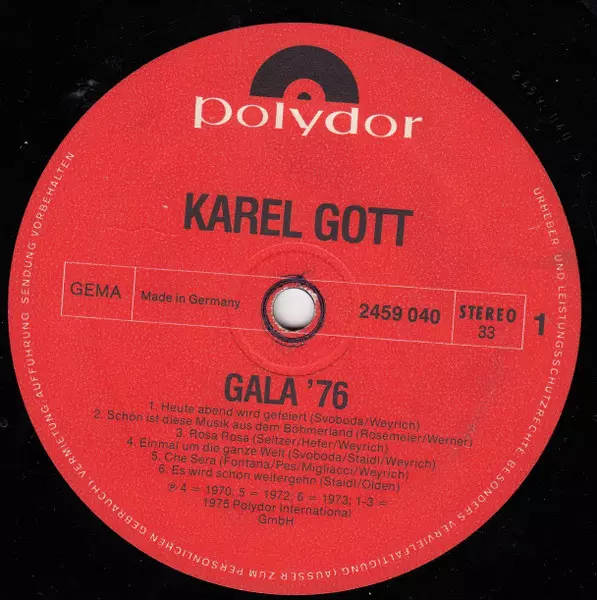 polydor
KAREL GOTT
GEMA
Made in Germany
2459 040
STEREO
33
1
GALA '76
1. Heute abend wird gefeiert (Svoboda/Weyrich)
2. Schön ist diese Musik aus dem Böhmerland (Rosemeier/Werner)
3. Rosa Rosa (Seltzer/Hefer/Weyrich)
4. Einmal um die ganze Welt (Svoboda/Staidl/Weyrich)
5. Che Sera (Fontana/Pes/Migliacci/Weyrich)
6. Es wird schon weitergehn (Staidl/Olden)
℗ 4 = 1970; 5 = 1972; 6 = 1973; 1-3 =
1975 Polydor International
GmbH
URHEBER- UND LEISTUNGSSCHUTZRECHTE BESONDERS VERVIELFÄLTIGUNG (AUSSER ZUM PERSÖNLICHEN GEBRAUCH), VERMIETUNG·AUFFÜHRUNG · SENDUNG VORBEHALTEN